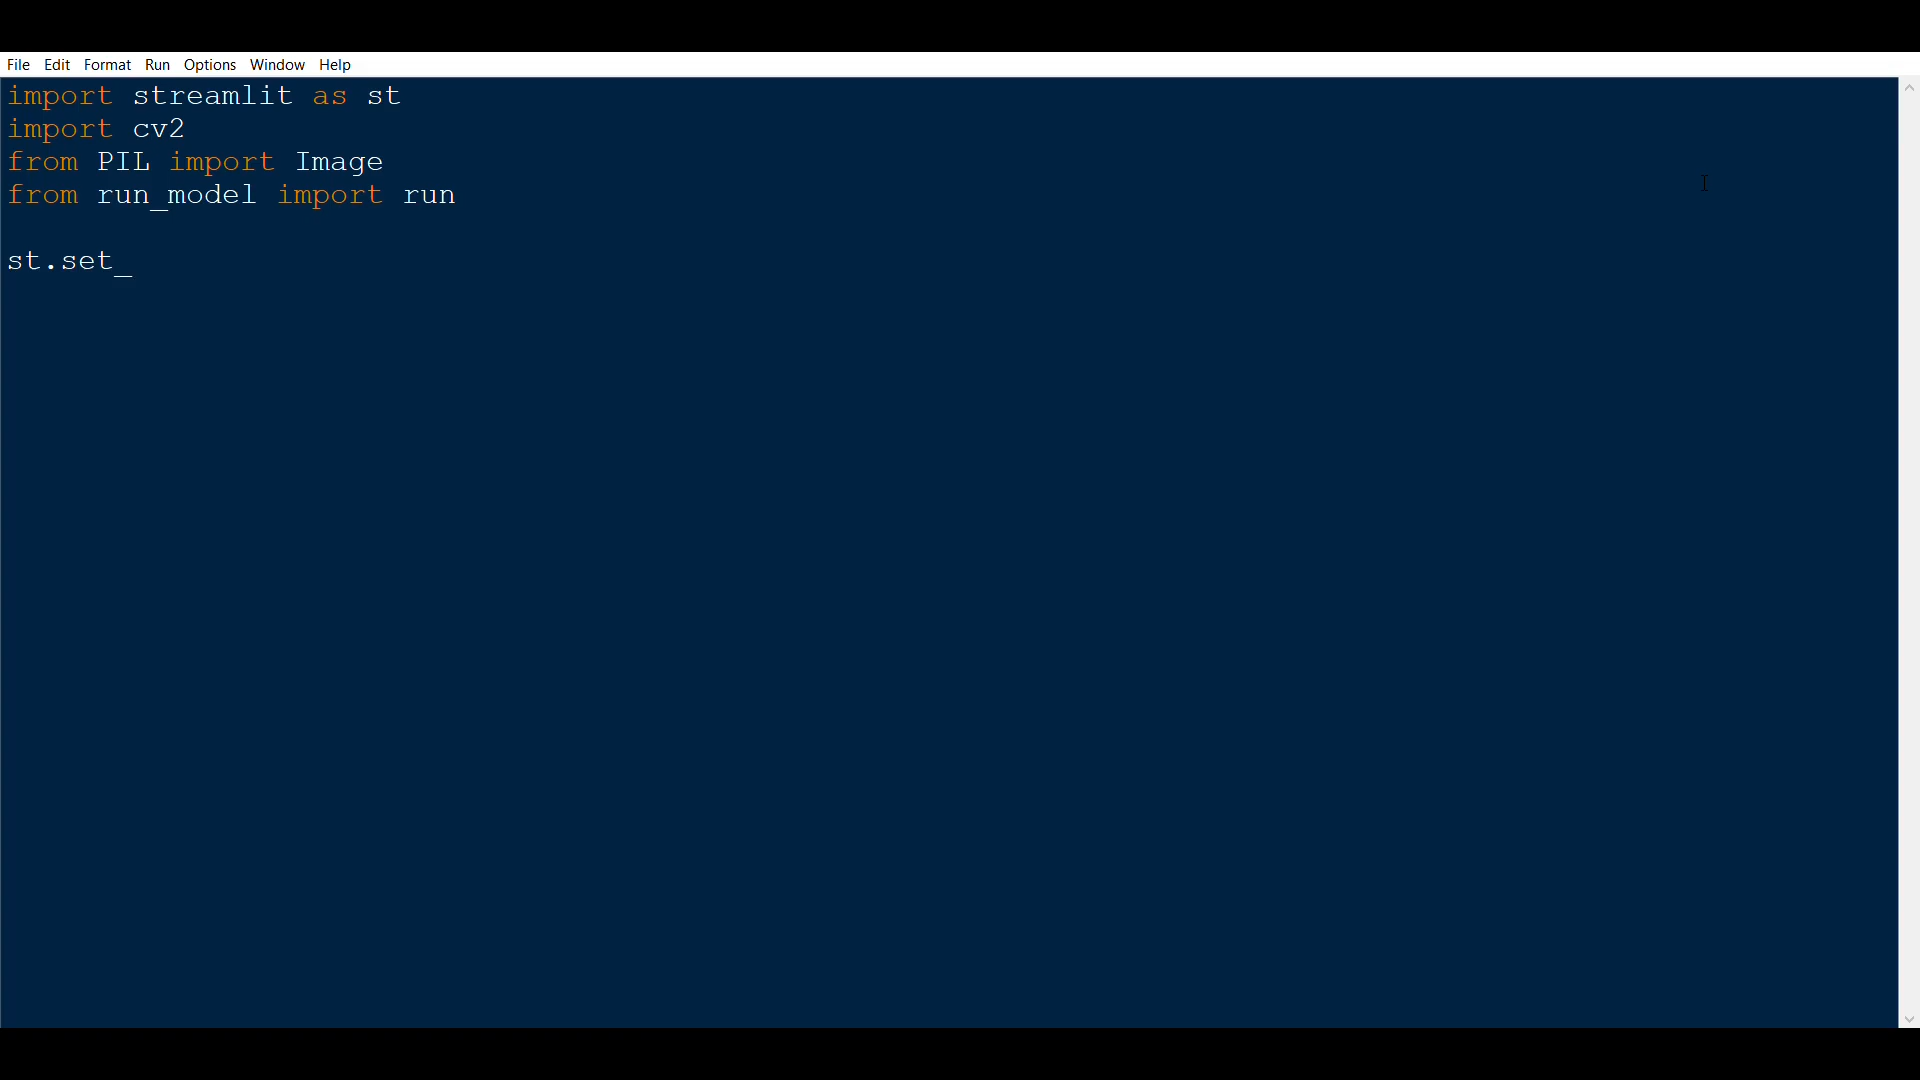 File Edit Format Run Options Window Help
import streamlit as st
import cv2
from PIL import Image
from run_model import run
st.set_